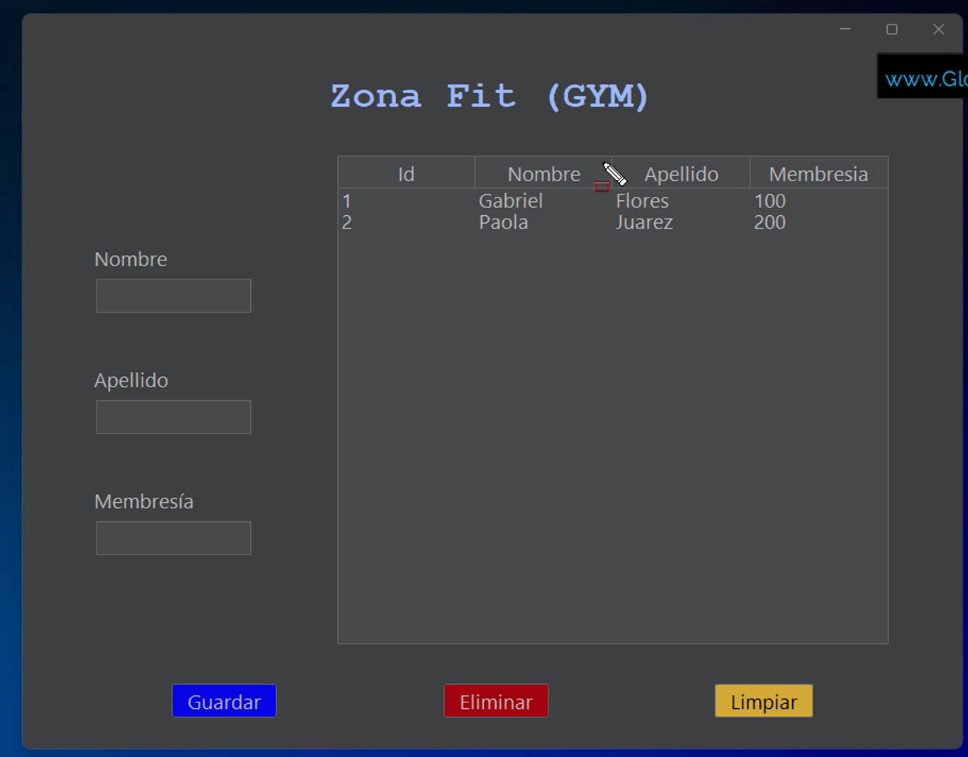 www.Glo
Zona Fit (GYM)
Id Nombre Apellido Membresia
1 Gabriel Flores 100
2 Paola Juarez 200
Nombre
Apellido
Membresía
Guardar Eliminar Limpiar